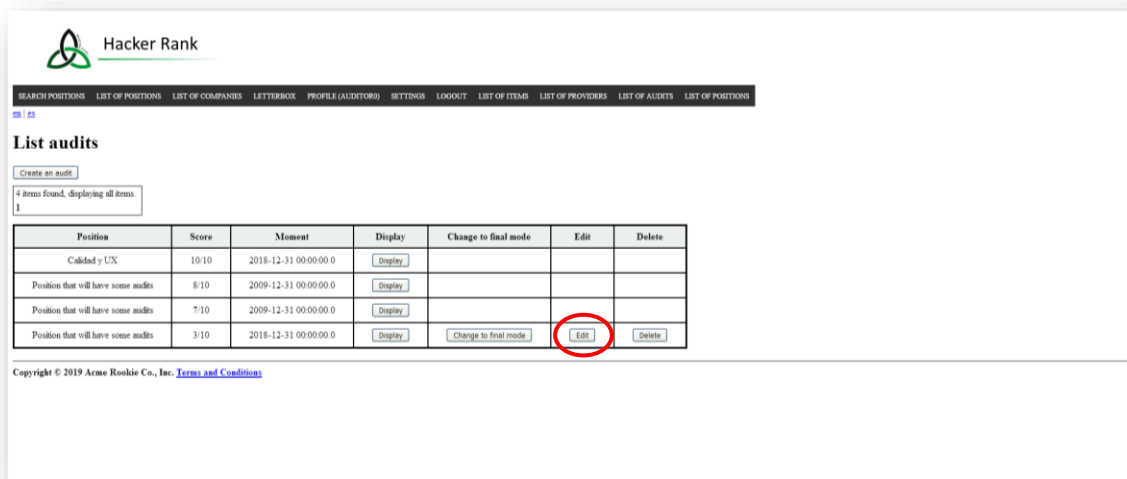 Hacker Rank
SEARCH POSITIONS LIST OF POSITIONS LIST OF COMPANIES LETTERBOX PROFILE (AUDITOR0) SETTINGS LOGOUT LIST OF ITEMS LIST OF PROVIDERS LIST OF AUDITS LIST OF POSITIONS
en | es
List audits
Create an audit
4 items found, displaying all items.
1
Position Score Moment Display Change to final mode Edit Delete
Calidad y UX 10/10 2018-12-31 00:00:00.0 Display
Position that will have some audits 8/10 2009-12-31 00:00:00.0 Display
Position that will have some audits 7/10 2009-12-31 00:00:00.0 Display
Position that will have some audits 3/10 2018-12-31 00:00:00.0 Display Change to final mode Edit Delete
Copyright © 2019 Acme Rookie Co., Inc. Terms and Conditions